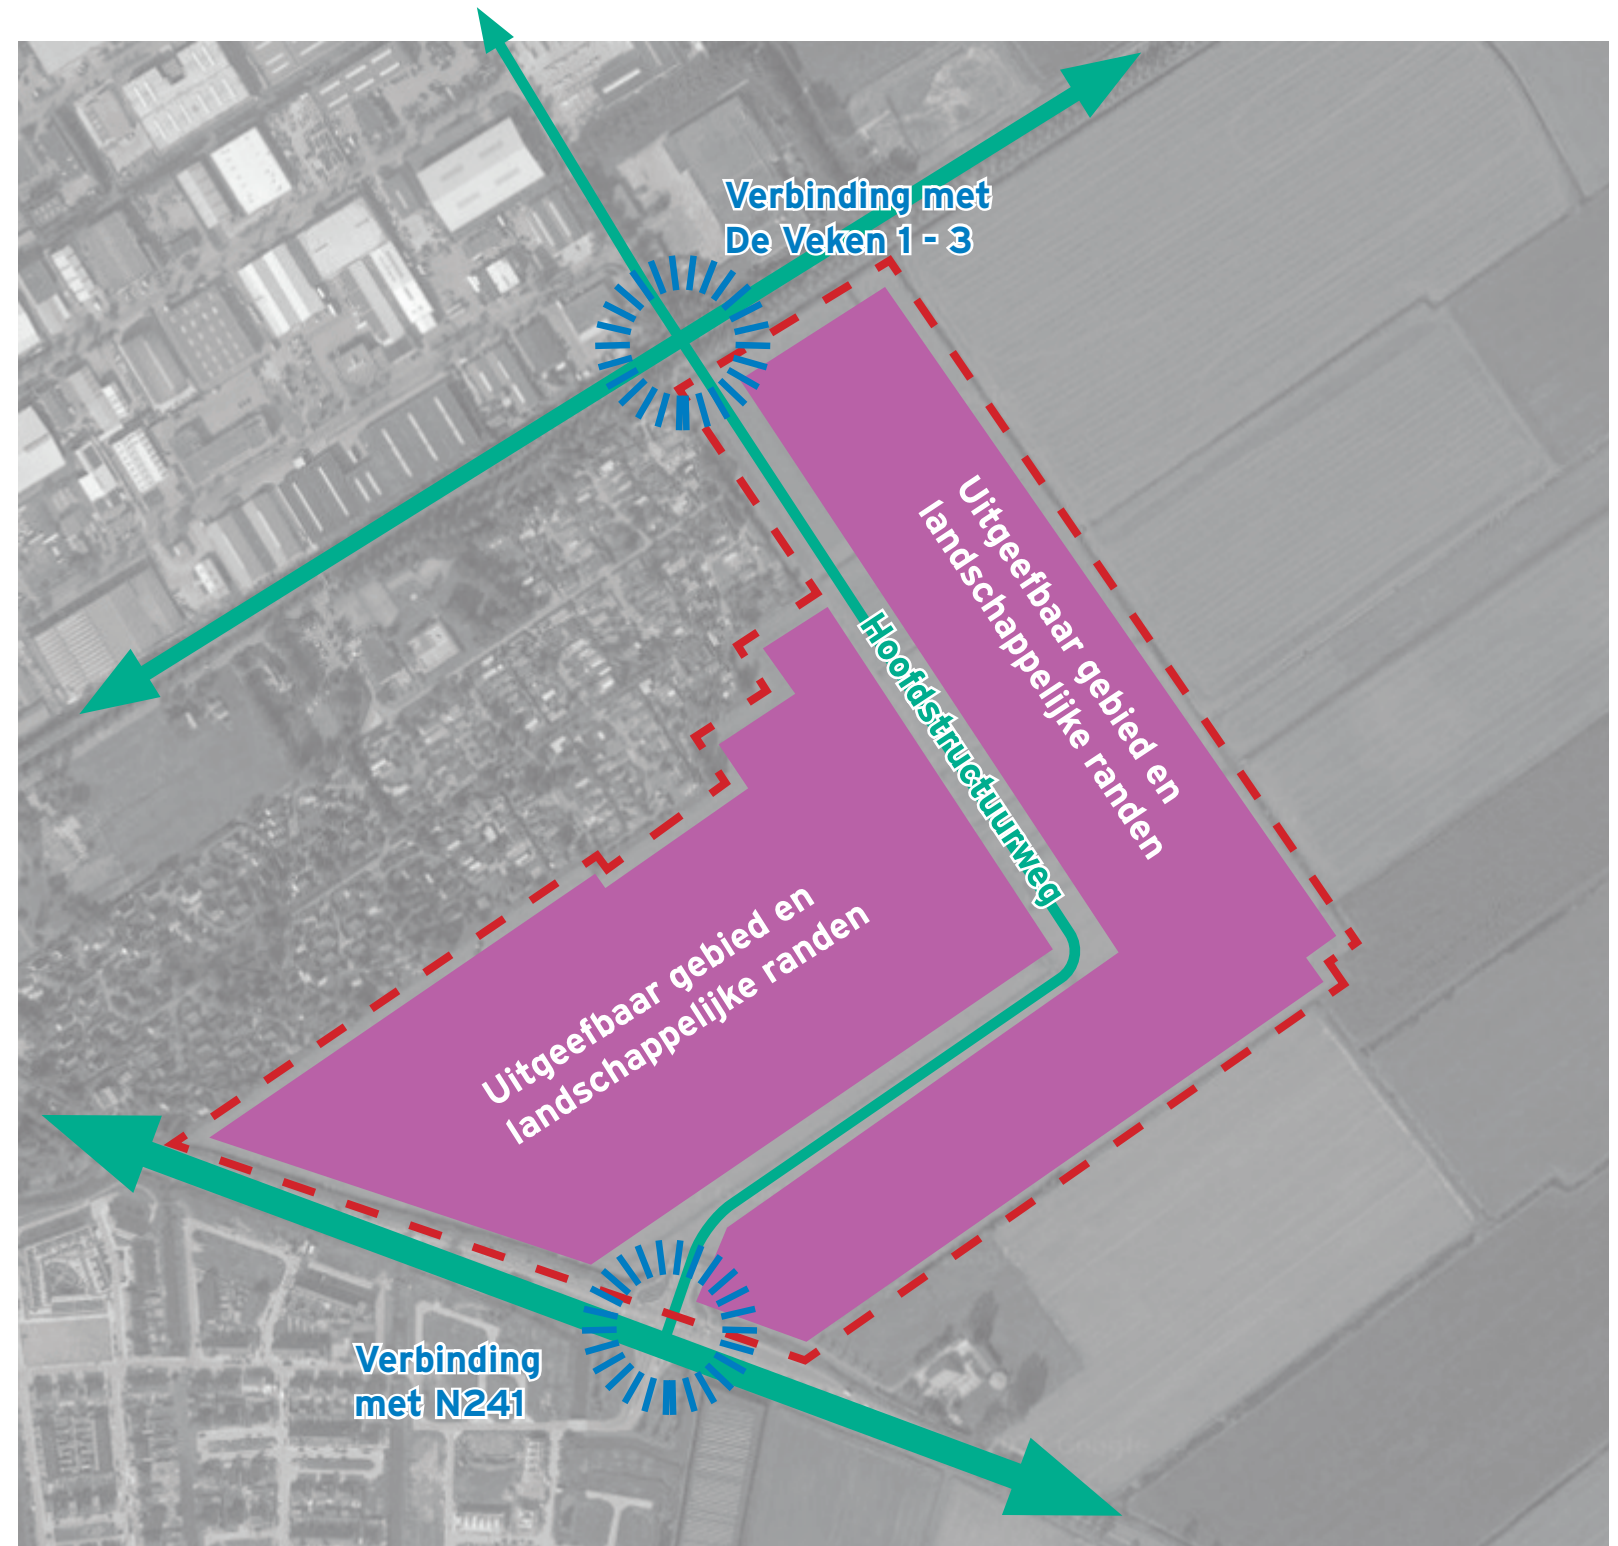 Verbinding met
De Veken 1 - 3
Uitgeefbaar gebied en
landschappelijke randen
Hoofdstructuurweg
Uitgeefbaar gebied en
landschappelijke randen
Verbinding
met N241